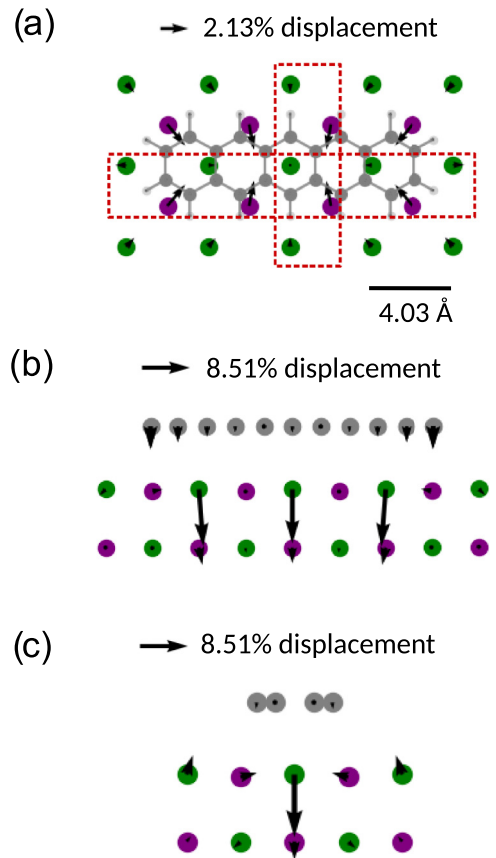 (a)
2.13% displacement
4.03 Å
(b)
8.51% displacement
(c)
8.51% displacement